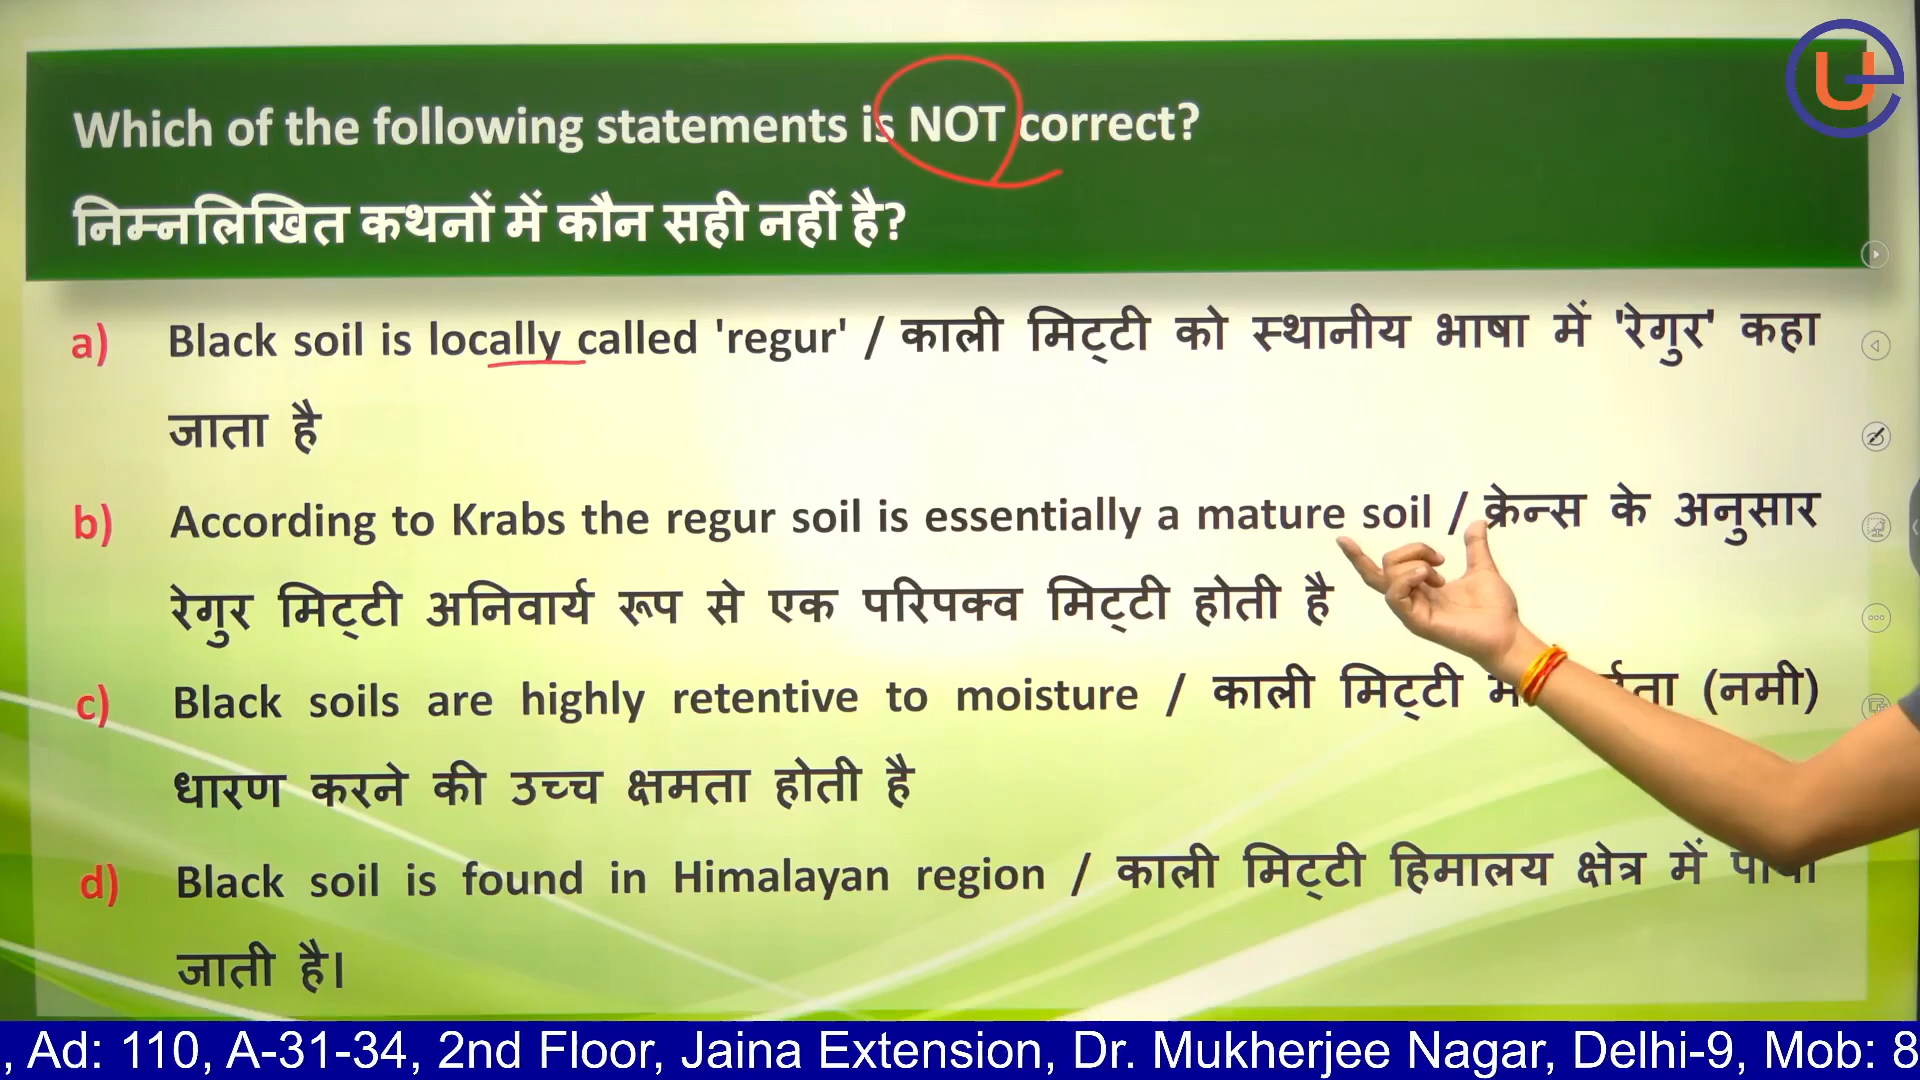 Which of the following statements is NOT correct?
निम्नलिखित कथनों में कौन सही नहीं है?
a) Black soil is locally called 'regur' / काली मिट्टी को स्थानीय भाषा में 'रेगुर' कहा
जाता है
b) According to Krabs the regur soil is essentially a mature soil / क्रेन्स के अनुसार
रेगुर मिट्टी अनिवार्य रूप से एक परिपक्व मिट्टी होती है
c) Black soils are highly retentive to moisture / काली मिट्टी (नमी)
धारण करने की उच्च क्षमता होती है
d) Black soil is found in Himalayan region / काली मिट्टी हिमालय क्षेत्र में
जाती है।
, Ad: 110, A-31-34, 2nd Floor, Jaina Extension, Dr. Mukherjee Nagar, Delhi-9, Mob: 8